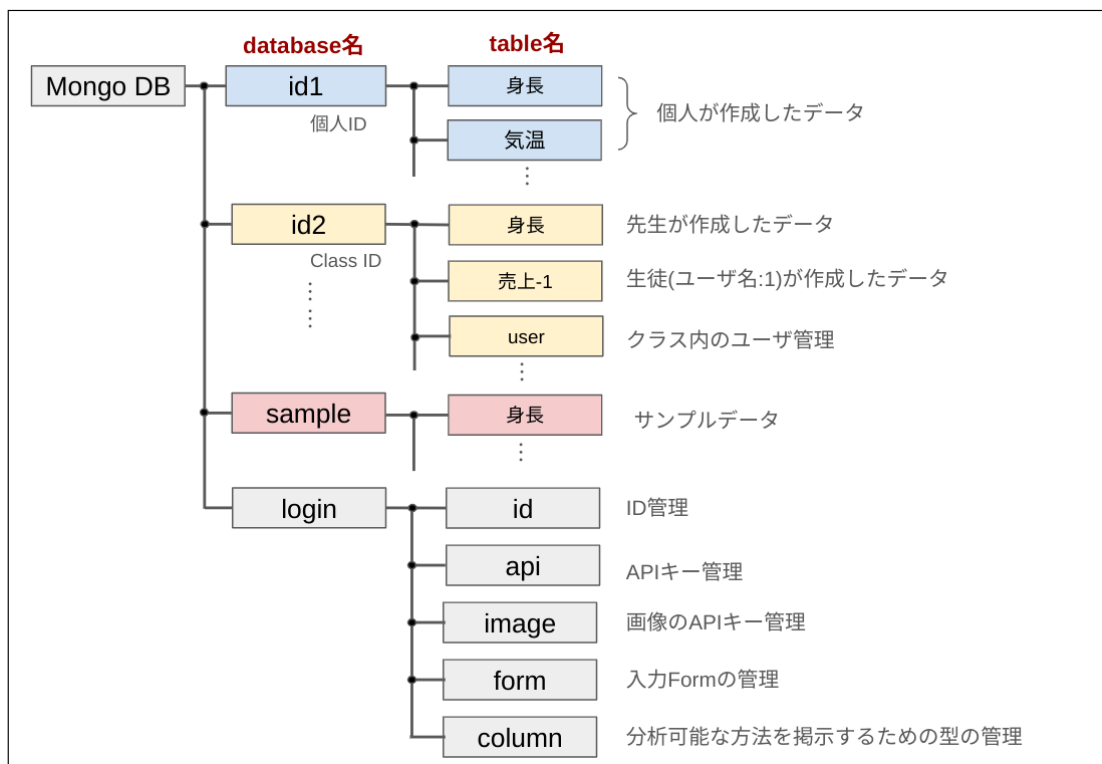 database名 table名
Mongo DB id1 身長
個人が作成したデータ
個人ID
気温
id2 身長 先生が作成したデータ
Class ID
売上-1 生徒(ユーザ名:1)が作成したデータ
user クラス内のユーザ管理
sample 身長 サンプルデータ
login id ID管理
api APIキー管理
image 画像のAPIキー管理
form 入力Formの管理
column 分析可能な方法を掲示するための型の管理